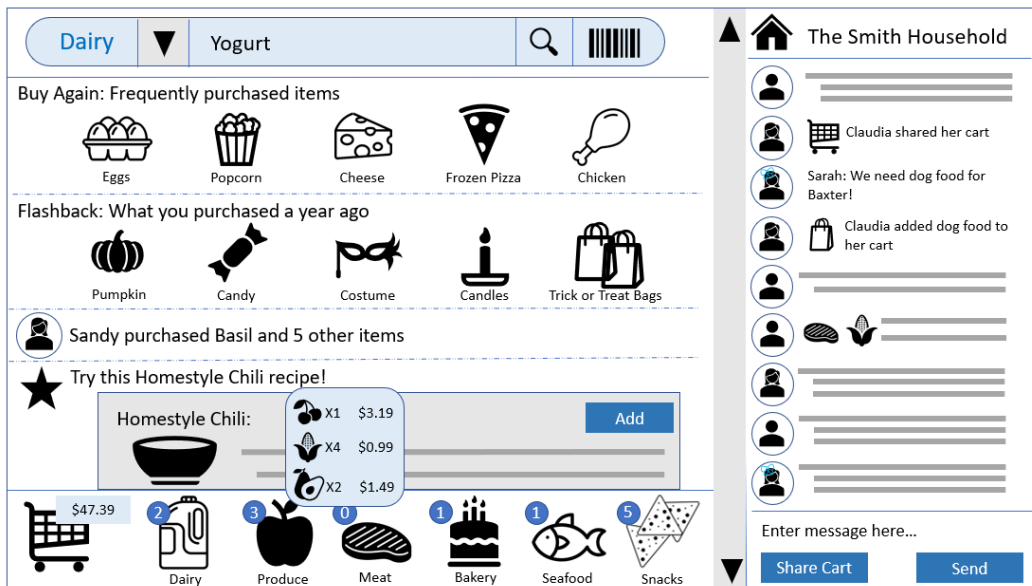 Dairy
Yogurt
Buy Again: Frequently purchased items
Eggs
Popcorn
Cheese
Frozen Pizza
Chicken
Flashback: What you purchased a year ago
Pumpkin
Candy
Costume
Candles
Trick or Treat Bags
Sandy purchased Basil and 5 other items
Try this Homestyle Chili recipe!
Homestyle Chili:
X1 $3.19
X4 $0.99
X2 $1.49
Add
$47.39
2
Dairy
3
Produce
0
Meat
1
Bakery
1
Seafood
5
Snacks
The Smith Household
Claudia shared her cart
Sarah: We need dog food for
Baxter!
Claudia added dog food to
her cart
Enter message here...
Share Cart
Send